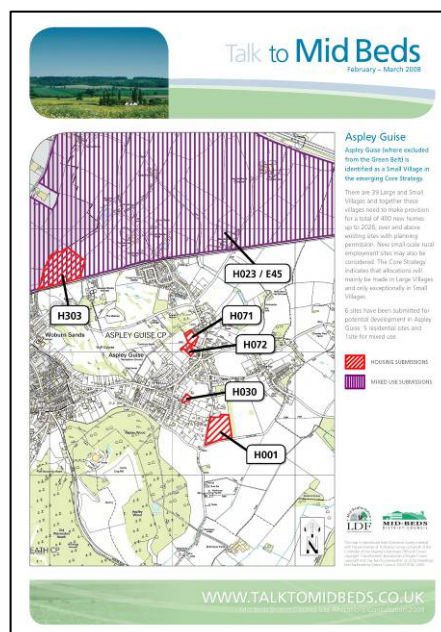 Talk to Mid Beds
February – March 2008
Aspley Guise
Aspley Guise (where excluded
from the Green Belt) is
identified as a Small Village in
the emerging Core Strategy.
There are 39 Large and Small
Villages and together these
villages need to make provision
for a total of 400 new homes
up to 2026, over and above
existing sites with planning
permission. New small-scale rural
employment sites may also be
considered. The Core Strategy
indicates that allocations will
mainly be made in Large Villages
and only exceptionally in Small
Villages.
6 sites have been submitted for
potential development in Aspley
Guise. 5 residential sites and
1 site for mixed use.
HOUSING SUBMISSIONS
MIXED USE SUBMISSIONS
H023 / E45
H303
H071
Woburn Sands
ASPLEY GUISE CP
H072
Aspley Guise
H030
H001
HEATH CP
N
LDF
MID-BEDS
DISTRICT COUNCIL
WWW.TALKTOMIDBEDS.CO.UK